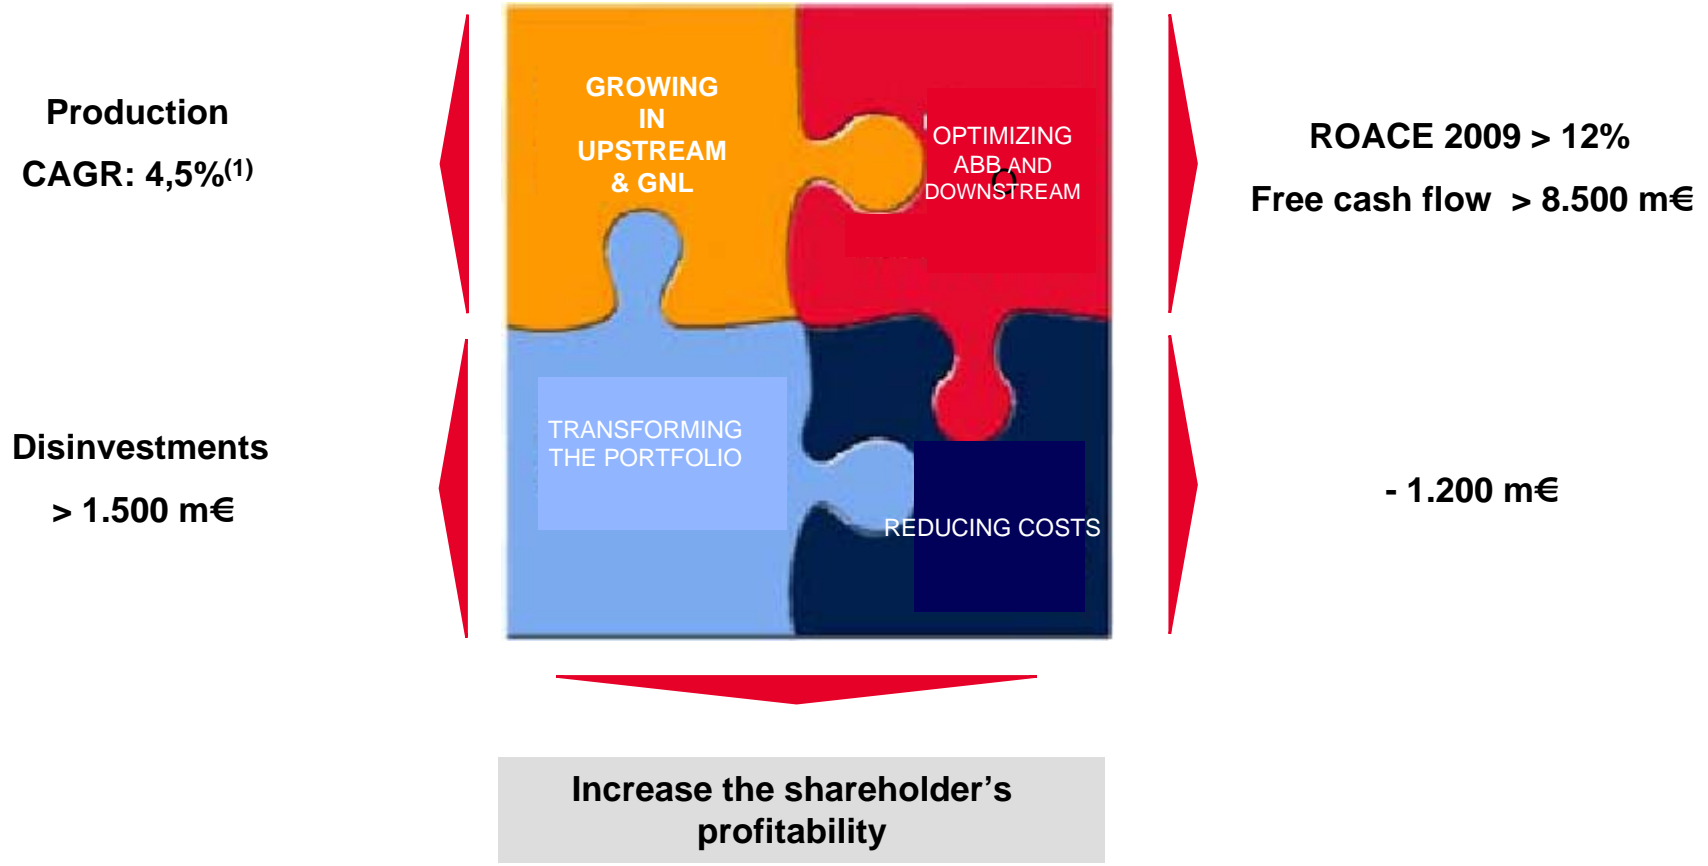 Production
CAGR: 4,5%(1)
GROWING
IN
UPSTREAM
& GNL
OPTIMIZING
ABB AND
O
DOWNSTREAM
ROACE 2009 > 12%
Free cash flow > 8.500 m€
Disinvestments
> 1.500 m€
TRANSFORMING
THE PORTFOLIO
REDUCING COSTS
- 1.200 m€
Increase the shareholder’s
profitability